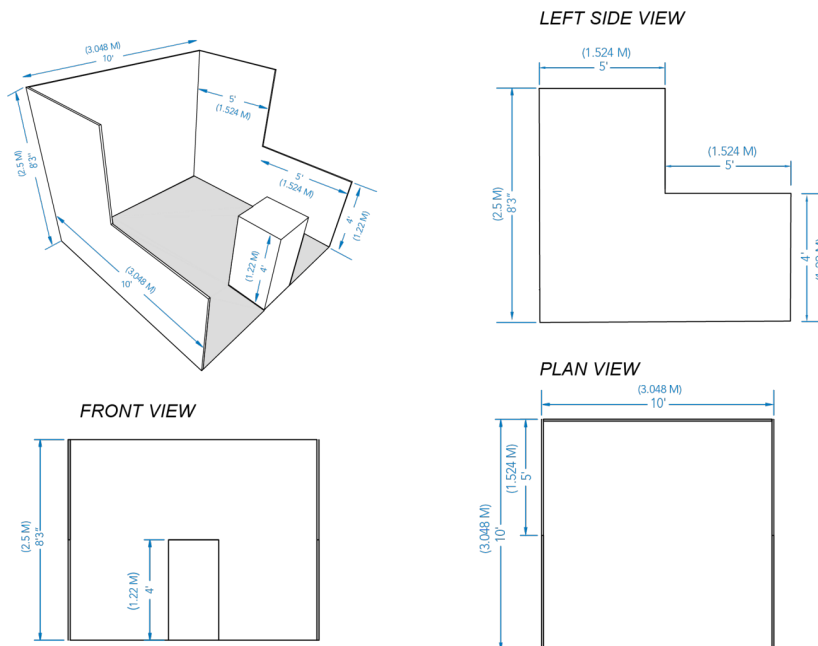 LEFT SIDE VIEW
(3.048 M)
10'
5'
(1.524 M)
5'
(1.524 M)
4'
(1.22 M)
(2.5 M)
8'3"
(3.048 M)
10'
(1.22 M)
4'
(1.524 M)
5'
(1.524 M)
5'
(2.5 M)
8'3"
4'
FRONT VIEW
(2.5 M)
8'3"
(1.22 M)
4'
PLAN VIEW
(3.048 M)
10'
(1.524 M)
5'
(3.048 M)
10'